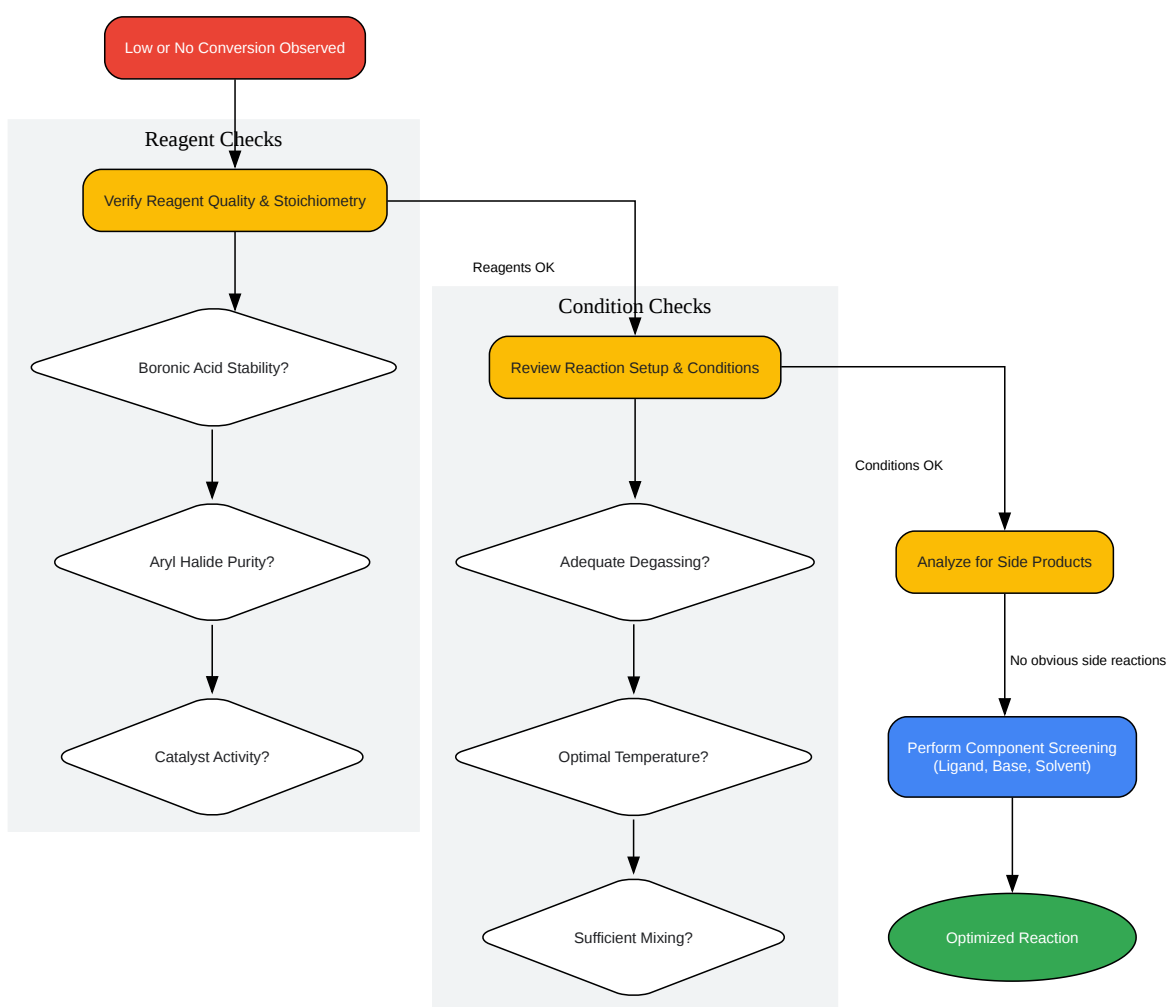 Low or No Conversion Observed
Reagent Checks
Verify Reagent Quality & Stoichiometry
Reagents OK
Boronic Acid Stability?
Aryl Halide Purity?
Catalyst Activity?
Condition Checks
Review Reaction Setup & Conditions
Conditions OK
Adequate Degassing?
Optimal Temperature?
Sufficient Mixing?
Analyze for Side Products
No obvious side reactions
Perform Component Screening
(Ligand, Base, Solvent)
Optimized Reaction